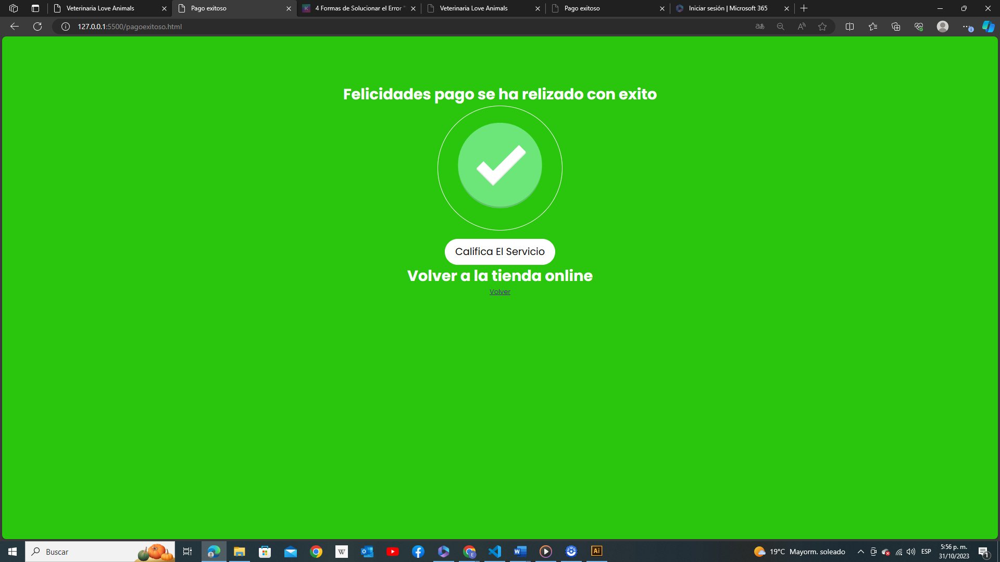 Veterinaria Love Animals
Pago exitoso
4 Formas de Solucionar el Error "
Veterinaria Love Animals
Pago exitoso
Iniciar sesión | Microsoft 365
127.0.0.1:5500/pagoexitoso.html
Felicidades pago se ha relizado con exito
Califica El Servicio
Volver a la tienda online
Volver
Buscar
19°C Mayorm. soleado
ESP
5:56 p. m.
31/10/2023
1